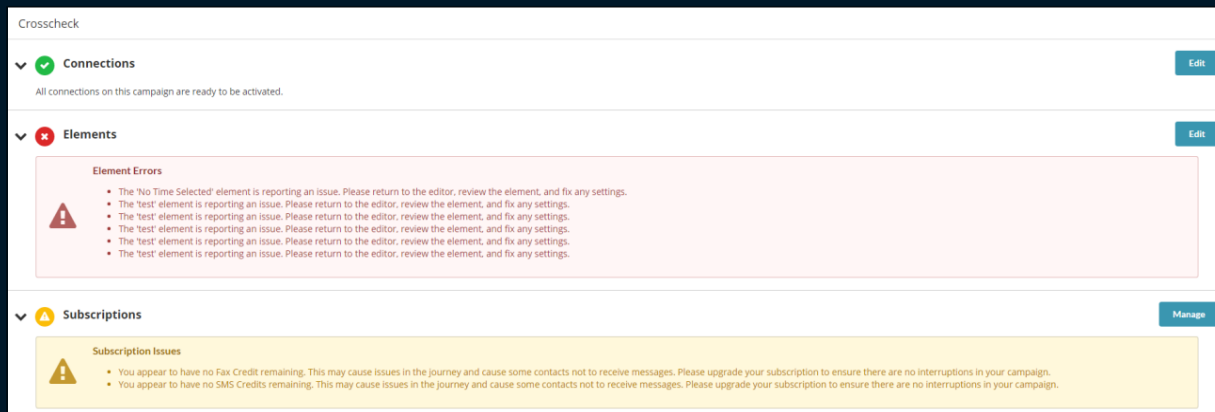 Crosscheck
Connections
Edit
All connections on this campaign are ready to be activated.
Elements
Edit
Element Errors
The 'No Time Selected' element is reporting an issue. Please return to the editor, review the element, and fix any settings.
The 'test' element is reporting an issue. Please return to the editor, review the element, and fix any settings.
The 'test' element is reporting an issue. Please return to the editor, review the element, and fix any settings.
The 'test' element is reporting an issue. Please return to the editor, review the element, and fix any settings.
The 'test' element is reporting an issue. Please return to the editor, review the element, and fix any settings.
The 'test' element is reporting an issue. Please return to the editor, review the element, and fix any settings.
Subscriptions
Manage
Subscription Issues
You appear to have no Fax Credit remaining. This may cause issues in the journey and cause some contacts not to receive messages. Please upgrade your subscription to ensure there are no interruptions in your campaign.
You appear to have no SMS Credits remaining. This may cause issues in the journey and cause some contacts not to receive messages. Please upgrade your subscription to ensure there are no interruptions in your campaign.